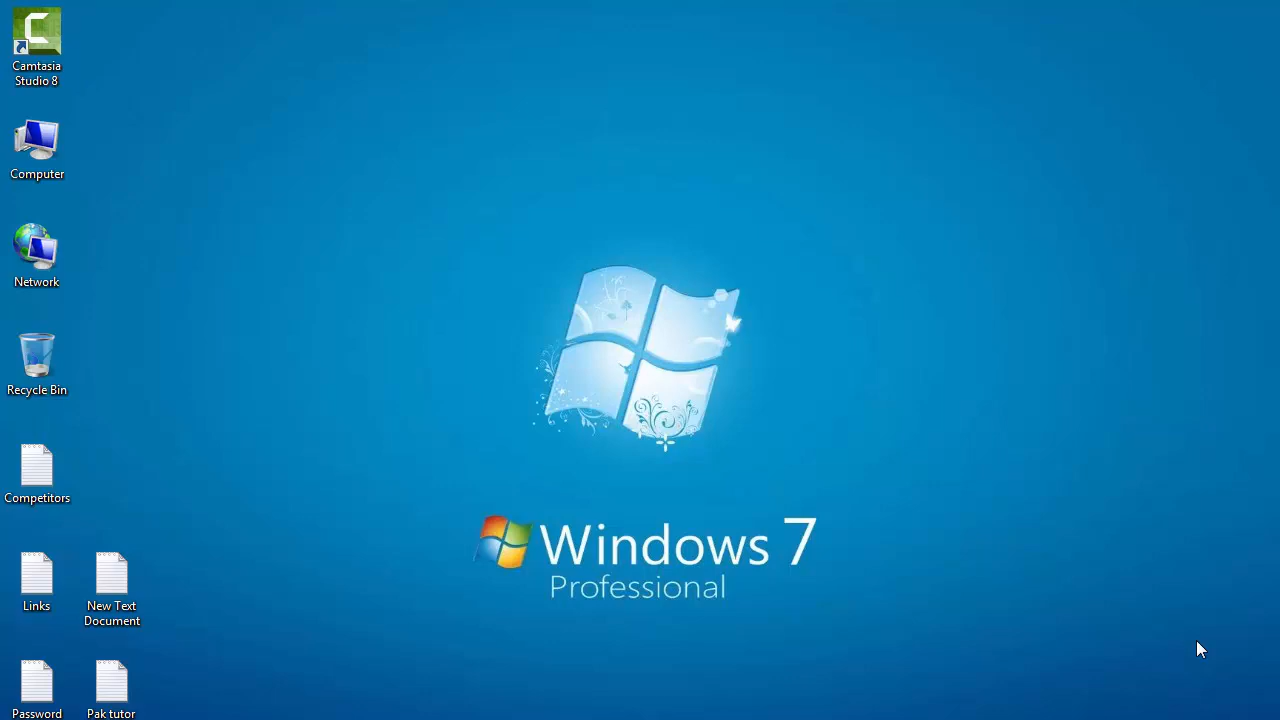 Camtasia
Studio 8
Computer
Network
Recycle Bin
Competitors
Links
New Text
Document
Password
Pak tutor
Windows 7
Professional